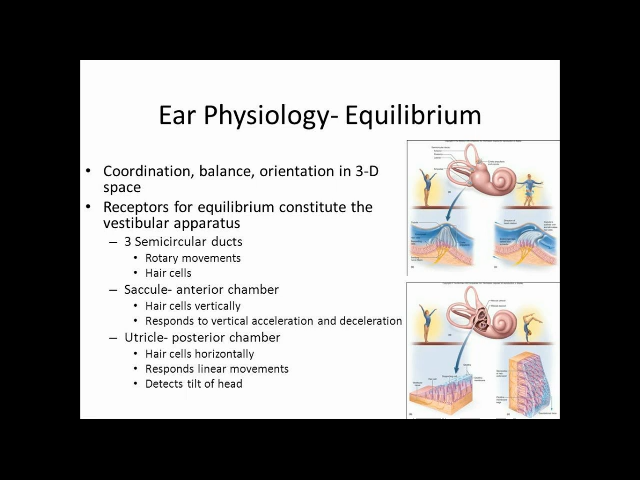 Ear Physiology- Equilibrium
• Coordination, balance, orientation in 3-D
space
• Receptors for equilibrium constitute the
vestibular apparatus
– 3 Semicircular ducts
• Rotary movements
• Hair cells
– Saccule- anterior chamber
• Hair cells vertically
• Responds to vertical acceleration and deceleration
– Utricle- posterior chamber
• Hair cells horizontally
• Responds linear movements
• Detects tilt of head